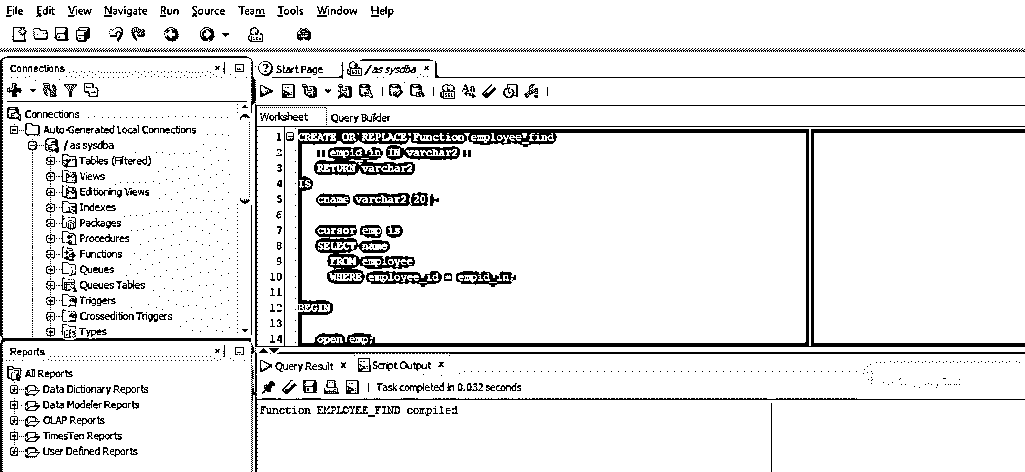 File Edit View Navigate Run Source Team Tools Window Help
Connections
Start Page
/ as sysdba
Connections
Auto-Generated Local Connections
/ as sysdba
Tables (Filtered)
Views
Editioning Views
Indexes
Packages
Procedures
Functions
Queues
Queues Tables
Triggers
Crossedition Triggers
Types
Worksheet Query Builder
1 CREATE OR REPLACE Function employee_find
2 empid_in IN varchar2
3 RETURN varchar2
4 IS
5 cname varchar2(20);
6
7 cursor emp is
8 SELECT name
9 FROM employee
10 WHERE employee_id = empid_in;
11
12 BEGIN
13
14 open emp;
Reports
All Reports
Data Dictionary Reports
Data Modeler Reports
OLAP Reports
TimesTen Reports
User Defined Reports
Query Result
Script Output
Task completed in 0.032 seconds
Function EMPLOYEE_FIND compiled